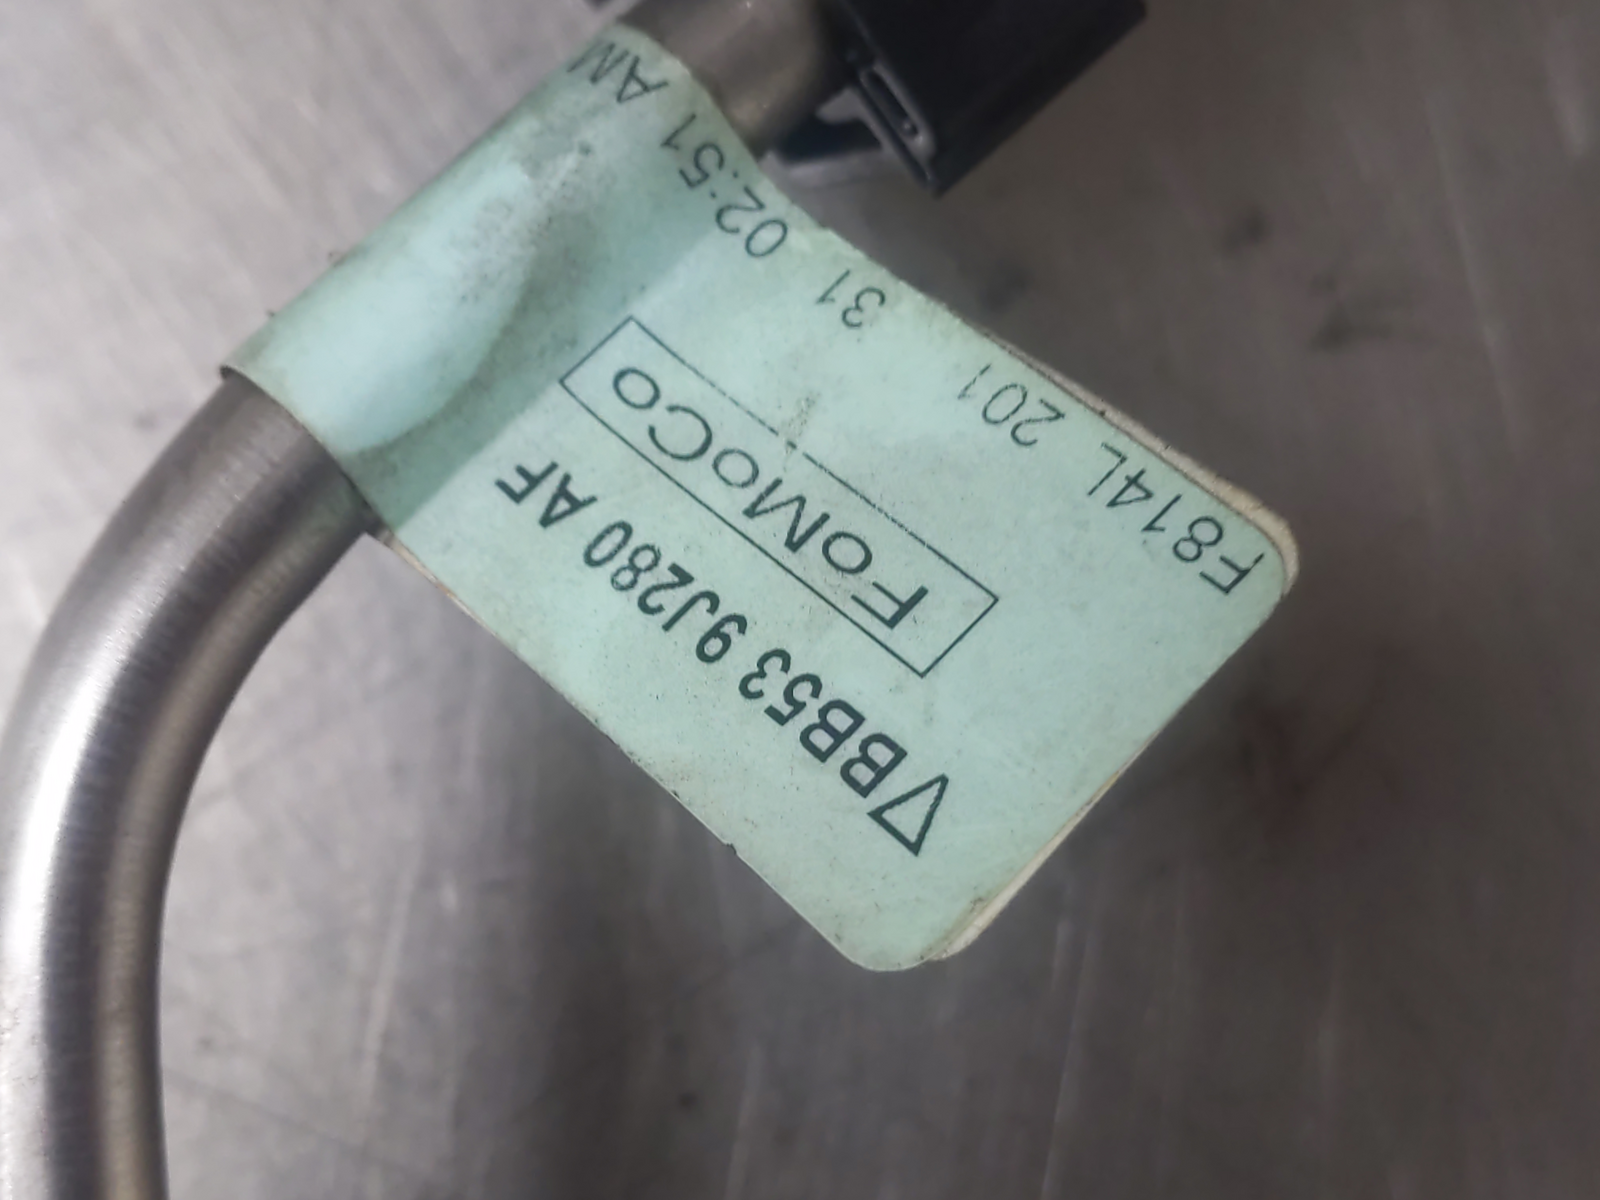 ▽BB53 9J280 AF
FoMoCo
F814L 201 31 02:51 AM